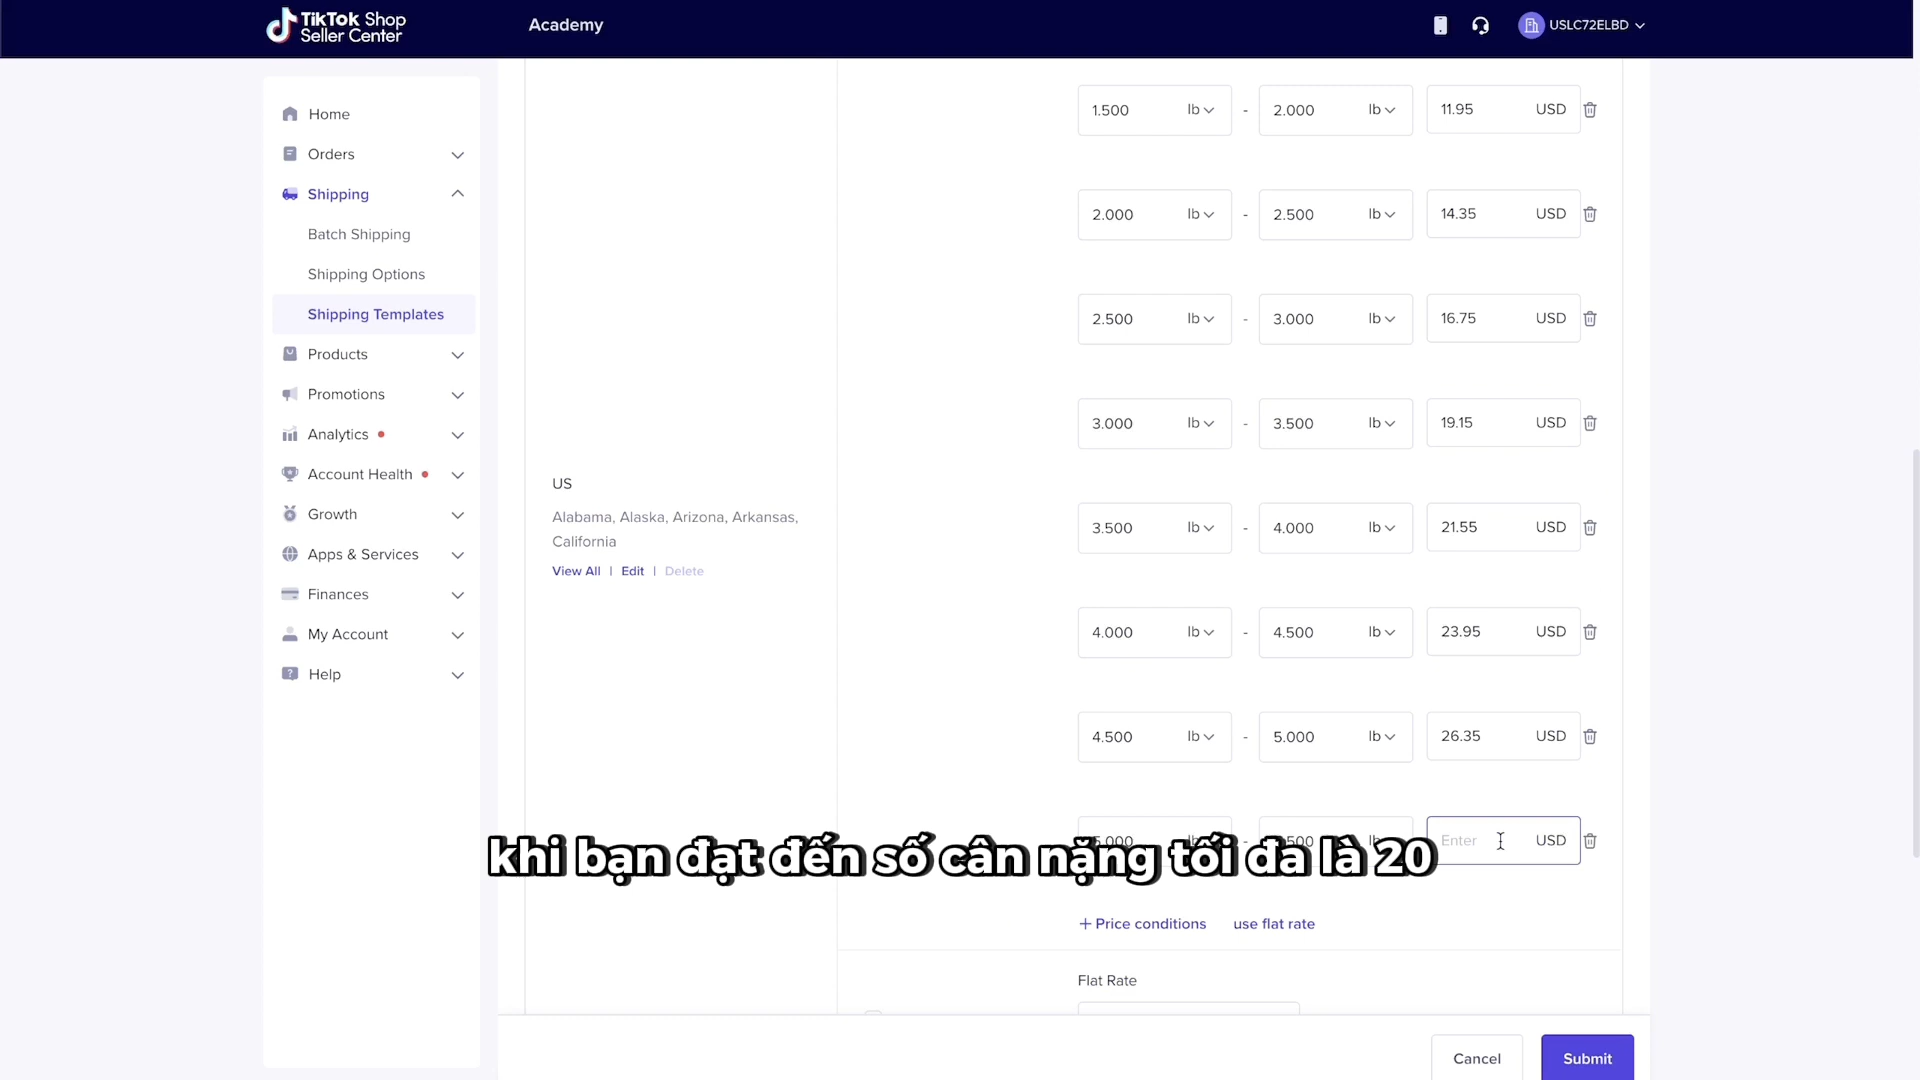 TikTok Shop
Seller Center
Academy
USLC72ELBD
Home
Orders
Shipping
Batch Shipping
Shipping Options
Shipping Templates
Products
Promotions
Analytics
Account Health
Growth
Apps & Services
Finances
My Account
Help
US
Alabama, Alaska, Arizona, Arkansas,
California
View All | Edit | Delete
1.500 lb - 2.000 lb 11.95 USD
2.000 lb - 2.500 lb 14.35 USD
2.500 lb - 3.000 lb 16.75 USD
3.000 lb - 3.500 lb 19.15 USD
3.500 lb - 4.000 lb 21.55 USD
4.000 lb - 4.500 lb 23.95 USD
4.500 lb - 5.000 lb 26.35 USD
Enter USD
khi bạn đạt đến số cân nặng tối đa là 20
+ Price conditions use flat rate
Flat Rate
Cancel Submit